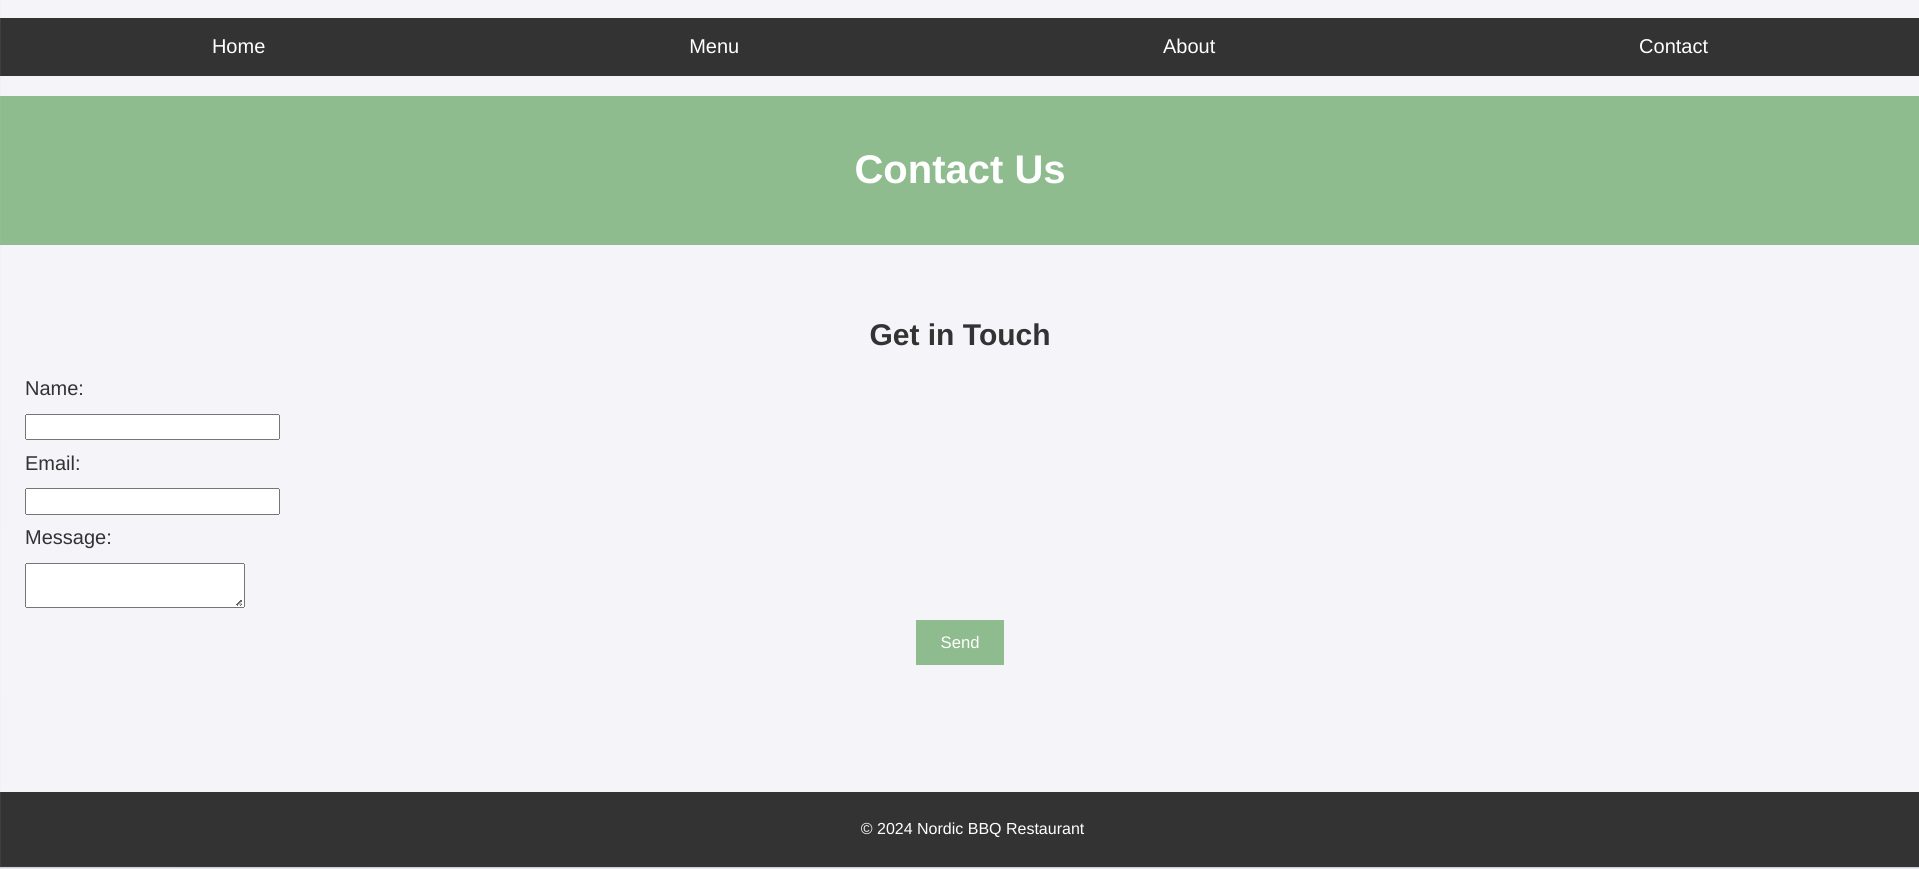 Home Menu About Contact
Contact Us
Get in Touch
Name:
Email:
Message:
Send
© 2024 Nordic BBQ Restaurant